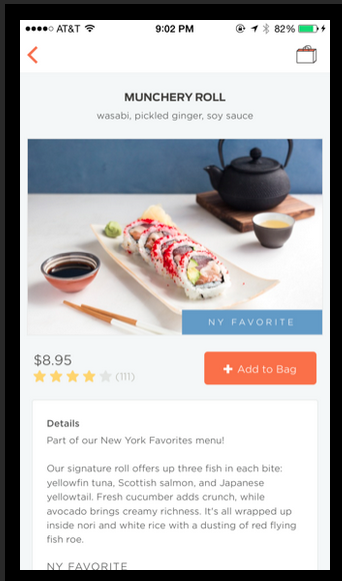 AT&T 9:02 PM 82%
MUNCHERY ROLL
wasabi, pickled ginger, soy sauce
NY FAVORITE
$8.95
(111)
+ Add to Bag
Details
Part of our New York Favorites menu!
Our signature roll offers up three fish in each bite:
yellowfin tuna, Scottish salmon, and Japanese
yellowtail. Fresh cucumber adds crunch, while
avocado brings creamy richness. It's all wrapped up
inside nori and white rice with a dusting of red flying
fish roe.
NY FAVORITE